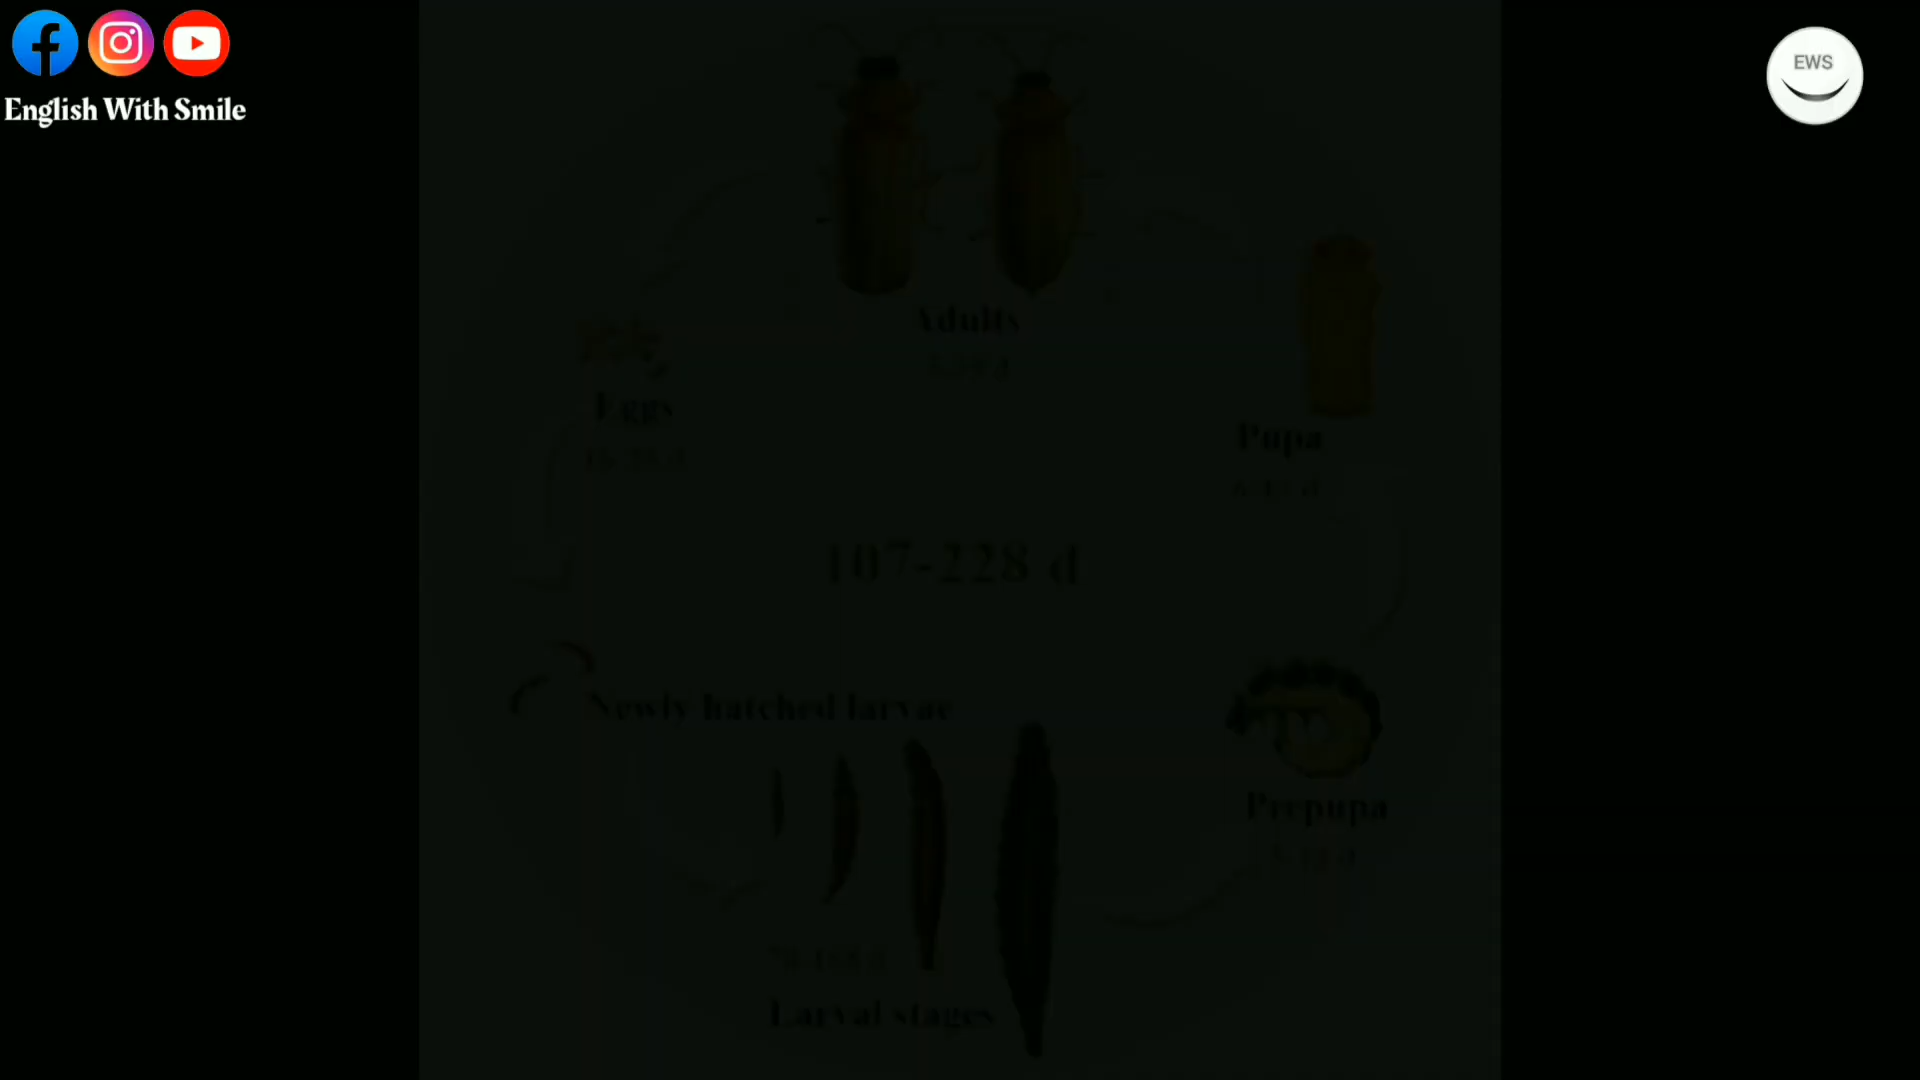 English With Smile
EWS
Adults
Eggs
Pupa
107-228 d
Newly hatched larvae
Prepupa
Larval stages